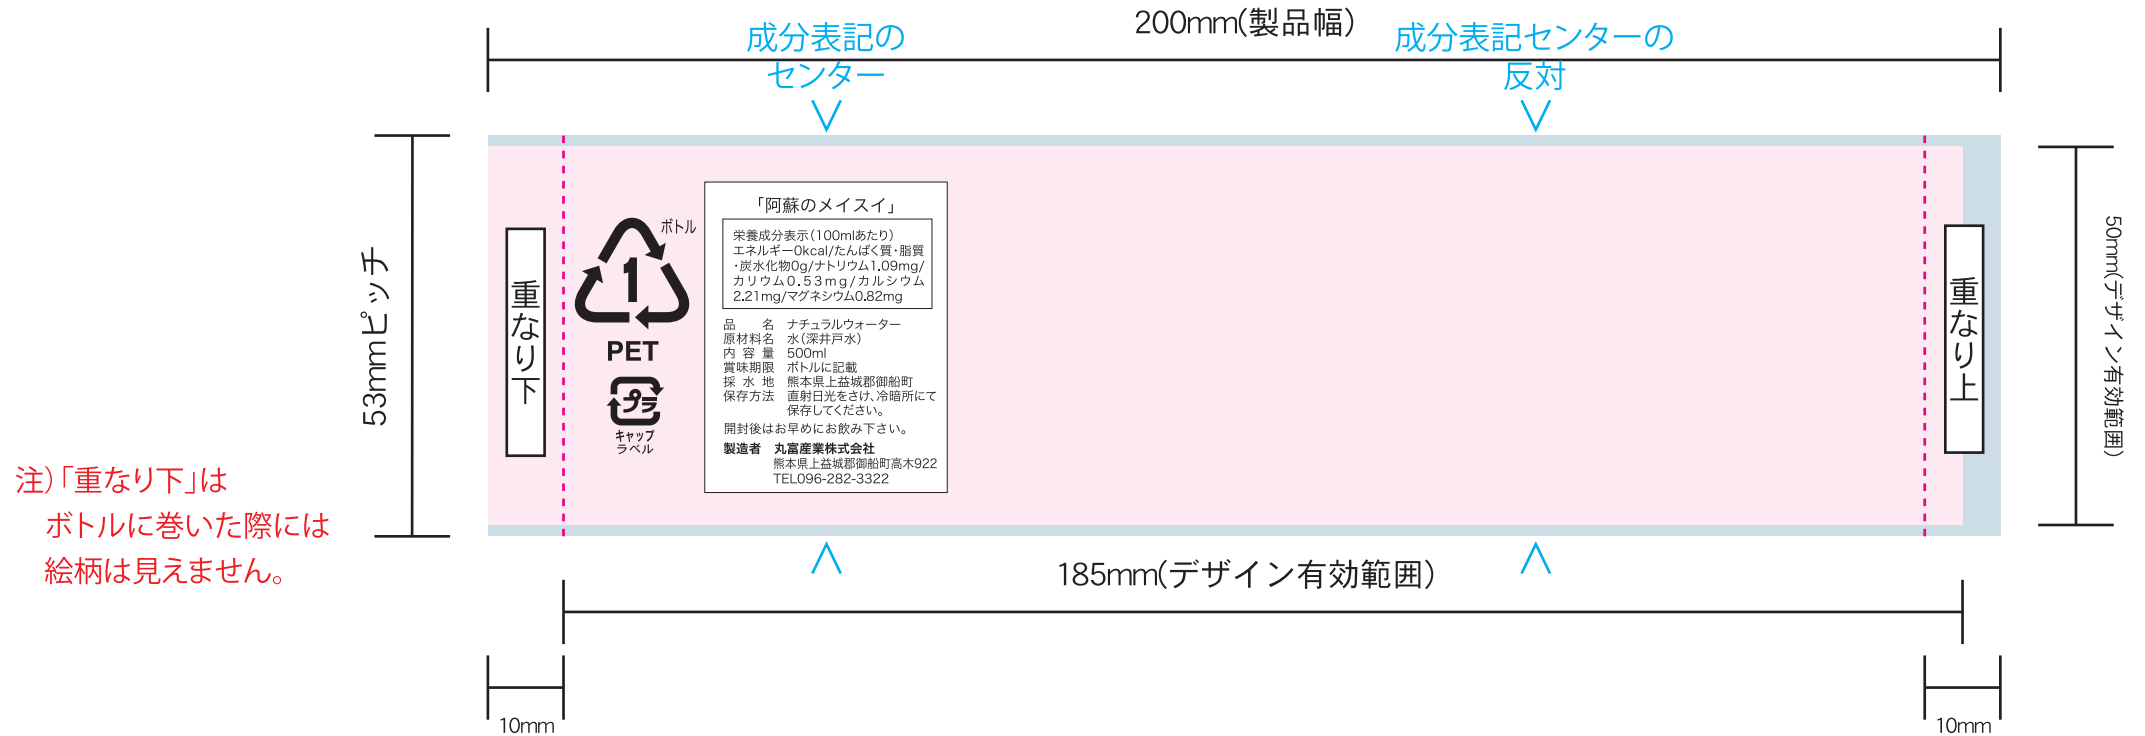 200mm(製品幅)
成分表記の
センター
成分表記センターの
反対
53mmピッチ
50mm(デザイン有効範囲)
重なり下
重なり上
ボトル
1
PET
プラ
キャップ
ラベル
「阿蘇のメイスイ」
栄養成分表示(100mlあたり)
エネルギー0kcal/たんぱく質・脂質
・炭水化物0g/ナトリウム1.09mg/
カリウム0.53mg/カルシウム
2.21mg/マグネシウム0.82mg
品名 ナチュラルウォーター
原材料名 水(深井戸水)
内容量 500ml
賞味期限 ボトルに記載
採水地 熊本県上益城郡御船町
保存方法 直射日光をさけ、冷暗所にて
保存してください。
開封後はお早めにお飲み下さい。
製造者 丸富産業株式会社
熊本県上益城郡御船町高木922
TEL096-282-3322
注)「重なり下」は
ボトルに巻いた際には
絵柄は見えません。
185mm(デザイン有効範囲)
10mm
10mm